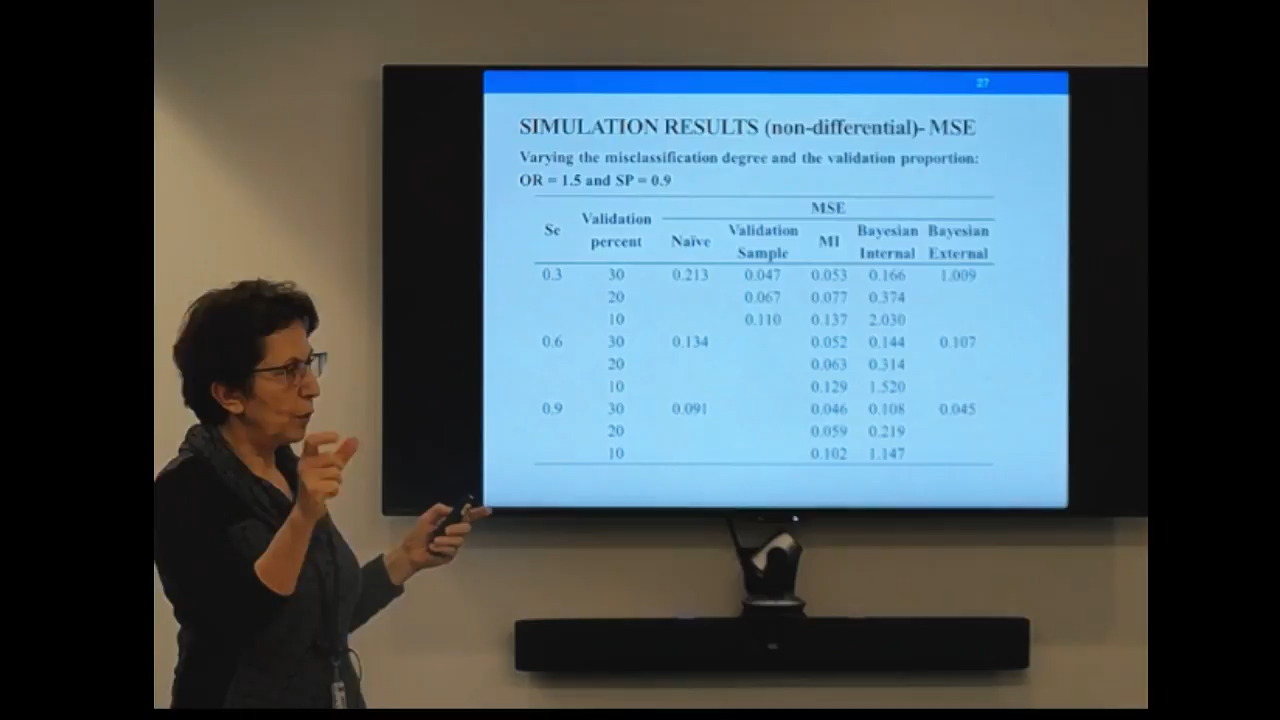 27
SIMULATION RESULTS (non-differential)- MSE
Varying the misclassification degree and the validation proportion:
OR = 1.5 and SP = 0.9
MSE
Se Validation percent Naïve Validation Sample MI Bayesian Internal Bayesian External
0.3 30 0.213 0.047 0.053 0.166 1.009
20 0.067 0.077 0.374
10 0.110 0.137 2.030
0.6 30 0.134 0.052 0.144 0.107
20 0.063 0.314
10 0.129 1.520
0.9 30 0.091 0.046 0.108 0.045
20 0.059 0.219
10 0.102 1.147